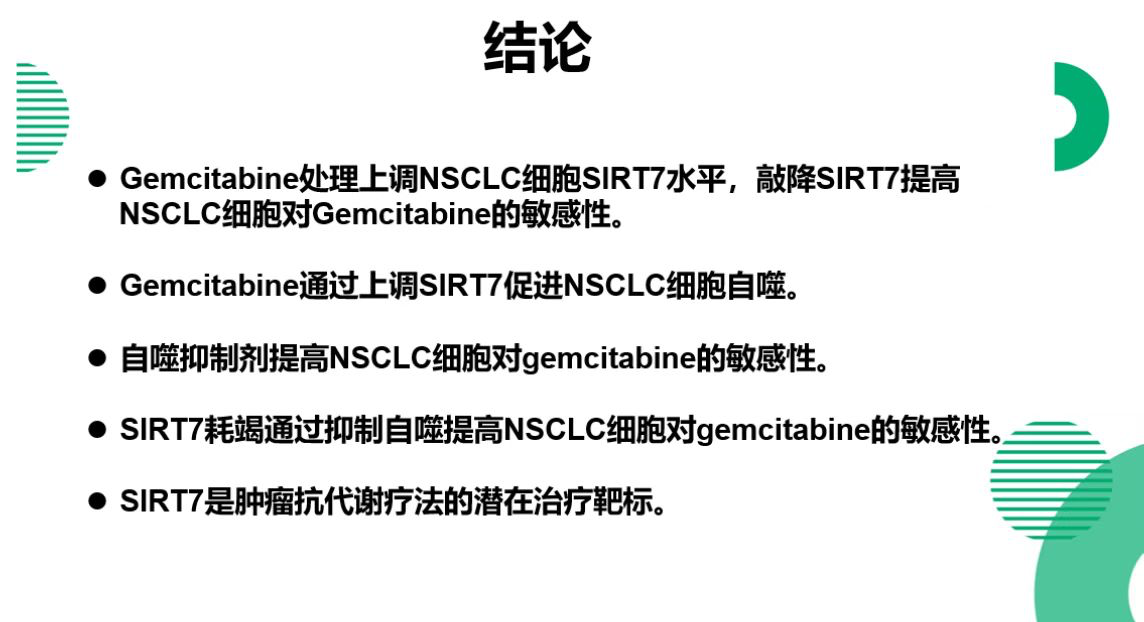 结论
● Gemcitabine处理上调NSCLC细胞SIRT7水平，敲降SIRT7提高
NSCLC细胞对Gemcitabine的敏感性。
● Gemcitabine通过上调SIRT7促进NSCLC细胞自噬。
● 自噬抑制剂提高NSCLC细胞对gemcitabine的敏感性。
● SIRT7耗竭通过抑制自噬提高NSCLC细胞对gemcitabine的敏感性。
● SIRT7是肿瘤抗代谢疗法的潜在治疗靶标。